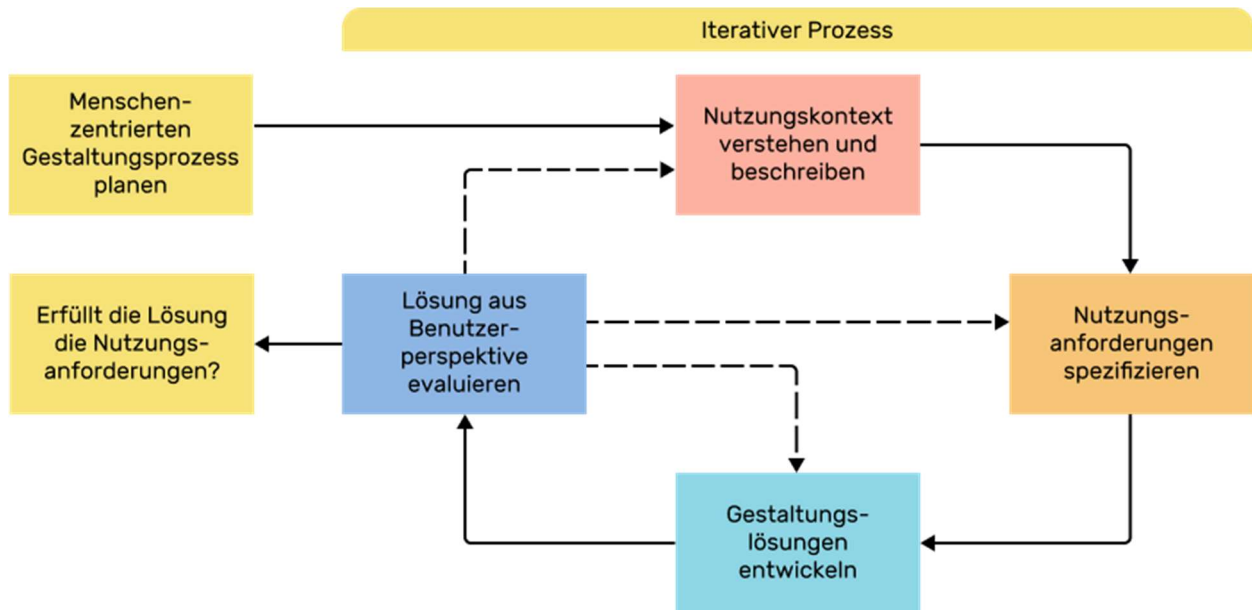 Iterativer Prozess
Menschen-
zentrierten
Gestaltungsprozess
planen
Nutzungskontext
verstehen und
beschreiben
Erfüllt die Lösung
die Nutzungs-
anforderungen?
Lösung aus
Benutzer-
perspektive
evaluieren
Nutzungs-
anforderungen
spezifizieren
Gestaltungs-
lösungen
entwickeln